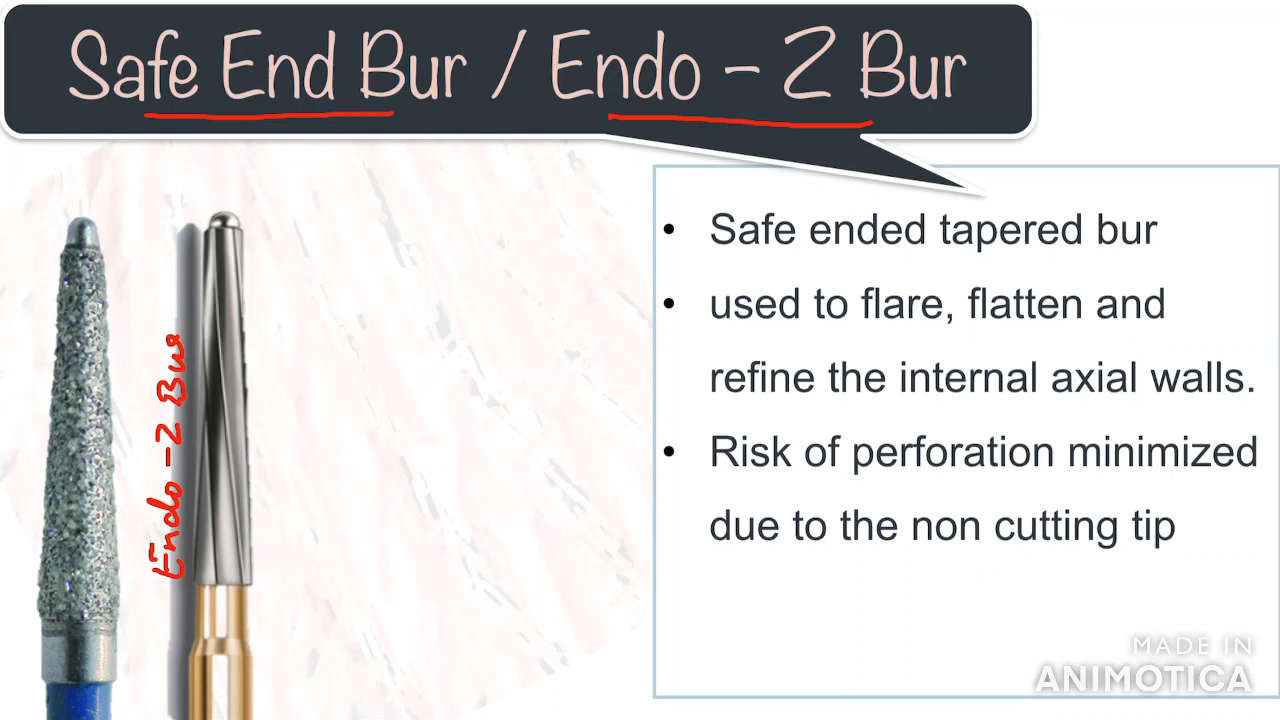 Safe End Bur / Endo - Z Bur
• Safe ended tapered bur
• used to flare, flatten and
refine the internal axial walls.
• Risk of perforation minimized
due to the non cutting tip
Endo - Z Bur
MADE IN
ANIMOTICA